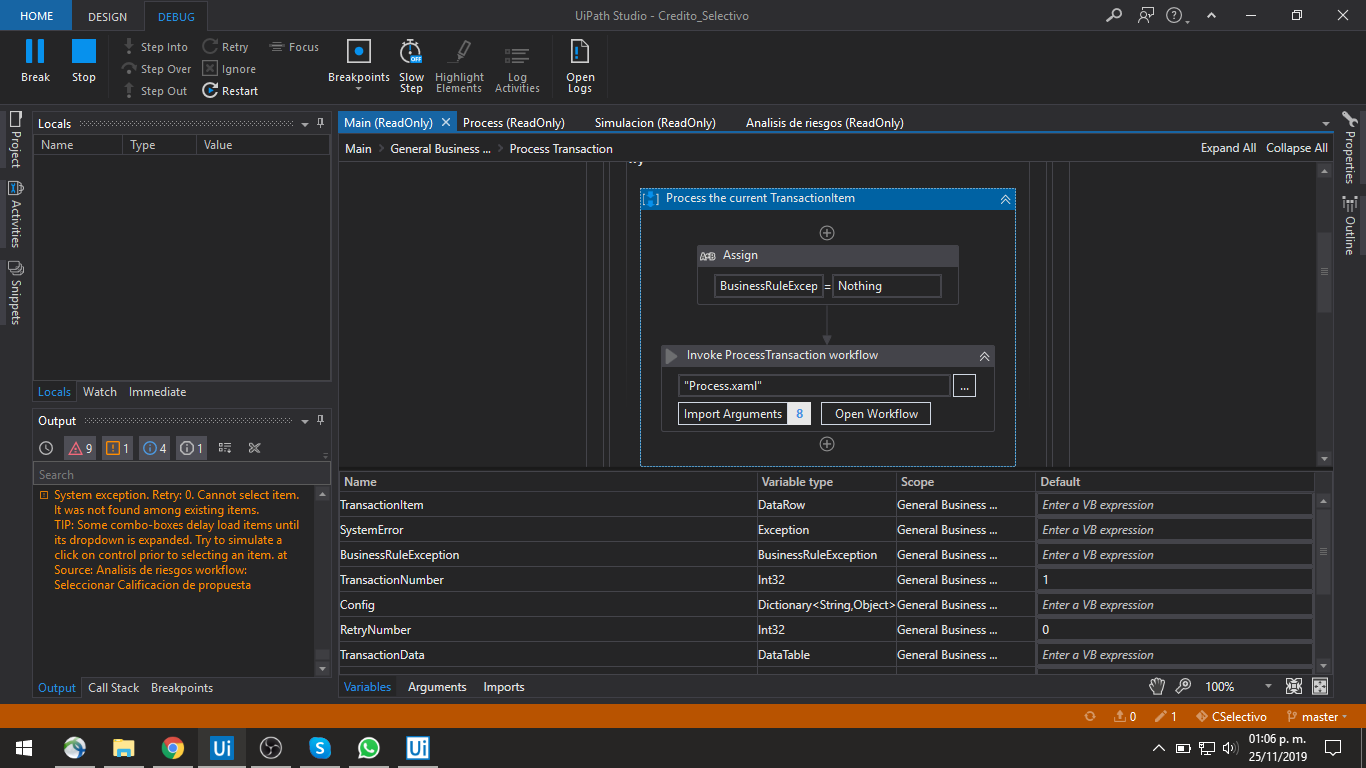 HOME DESIGN DEBUG UiPath Studio - Credito_Selectivo
Break
Stop
Step Into
Step Over
Step Out
Retry
Ignore
Restart
Focus
Breakpoints
Slow
Step
Highlight
Elements
Log
Activities
Open
Logs
Project
Activities
Snippets
Locals
Name Type Value
Locals Watch Immediate
Output
9 1 4 1
Search
System exception. Retry: 0. Cannot select item.
It was not found among existing items.
TIP: Some combo-boxes delay load items until
its dropdown is expanded. Try to simulate a
click on control prior to selecting an item. at
Source: Analisis de riesgos workflow:
Seleccionar Calificacion de propuesta
Output Call Stack Breakpoints
Main (ReadOnly) Process (ReadOnly) Simulacion (ReadOnly) Analisis de riesgos (ReadOnly)
Main > General Business ... > Process Transaction Expand All Collapse All
Process the current TransactionItem
Assign
BusinessRuleExcep = Nothing
Invoke ProcessTransaction workflow
"Process.xaml" ...
Import Arguments 8 Open Workflow
Name Variable type Scope Default
TransactionItem DataRow General Business ... Enter a VB expression
SystemError Exception General Business ... Enter a VB expression
BusinessRuleException BusinessRuleException General Business ... Enter a VB expression
TransactionNumber Int32 General Business ... 1
Config Dictionary<String,Object> General Business ... Enter a VB expression
RetryNumber Int32 General Business ... 0
TransactionData DataTable General Business ... Enter a VB expression
Variables Arguments Imports 100%
Properties
Outline
0 1 CSelectivo master
Ui Ui
01:06 p. m.
25/11/2019